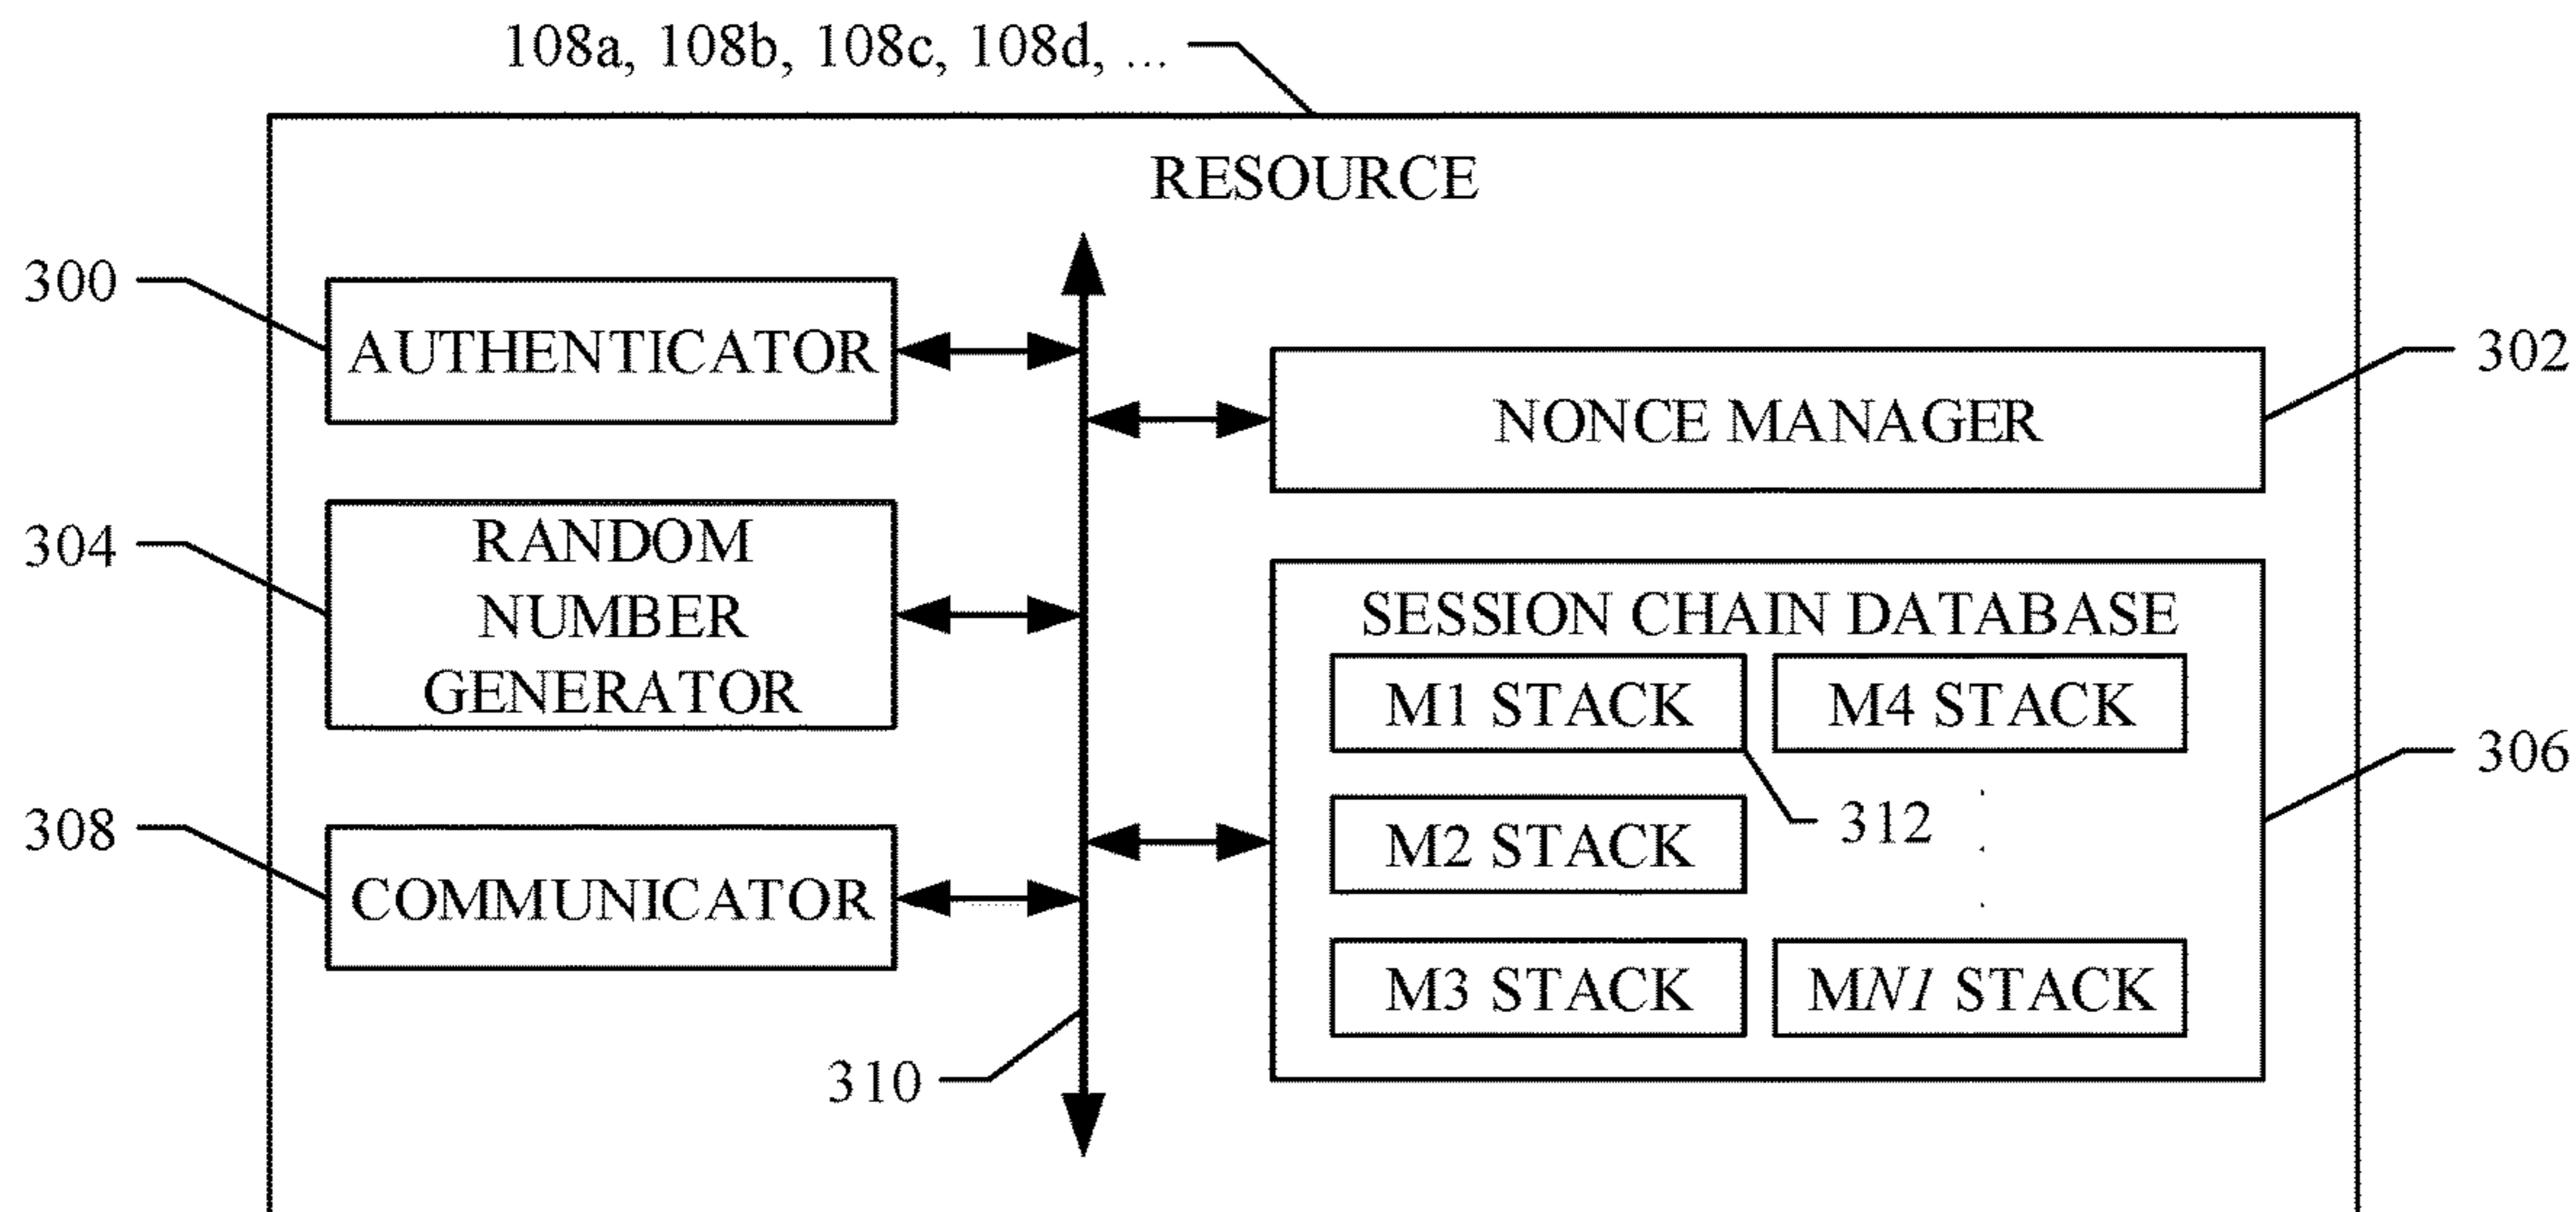 108a, 108b, 108c, 108d, ...
RESOURCE
300
AUTHENTICATOR
302
NONCE MANAGER
304
RANDOM
NUMBER
GENERATOR
306
SESSION CHAIN DATABASE
M1 STACK
M4 STACK
312
M2 STACK
M3 STACK
MN1 STACK
308
COMMUNICATOR
310